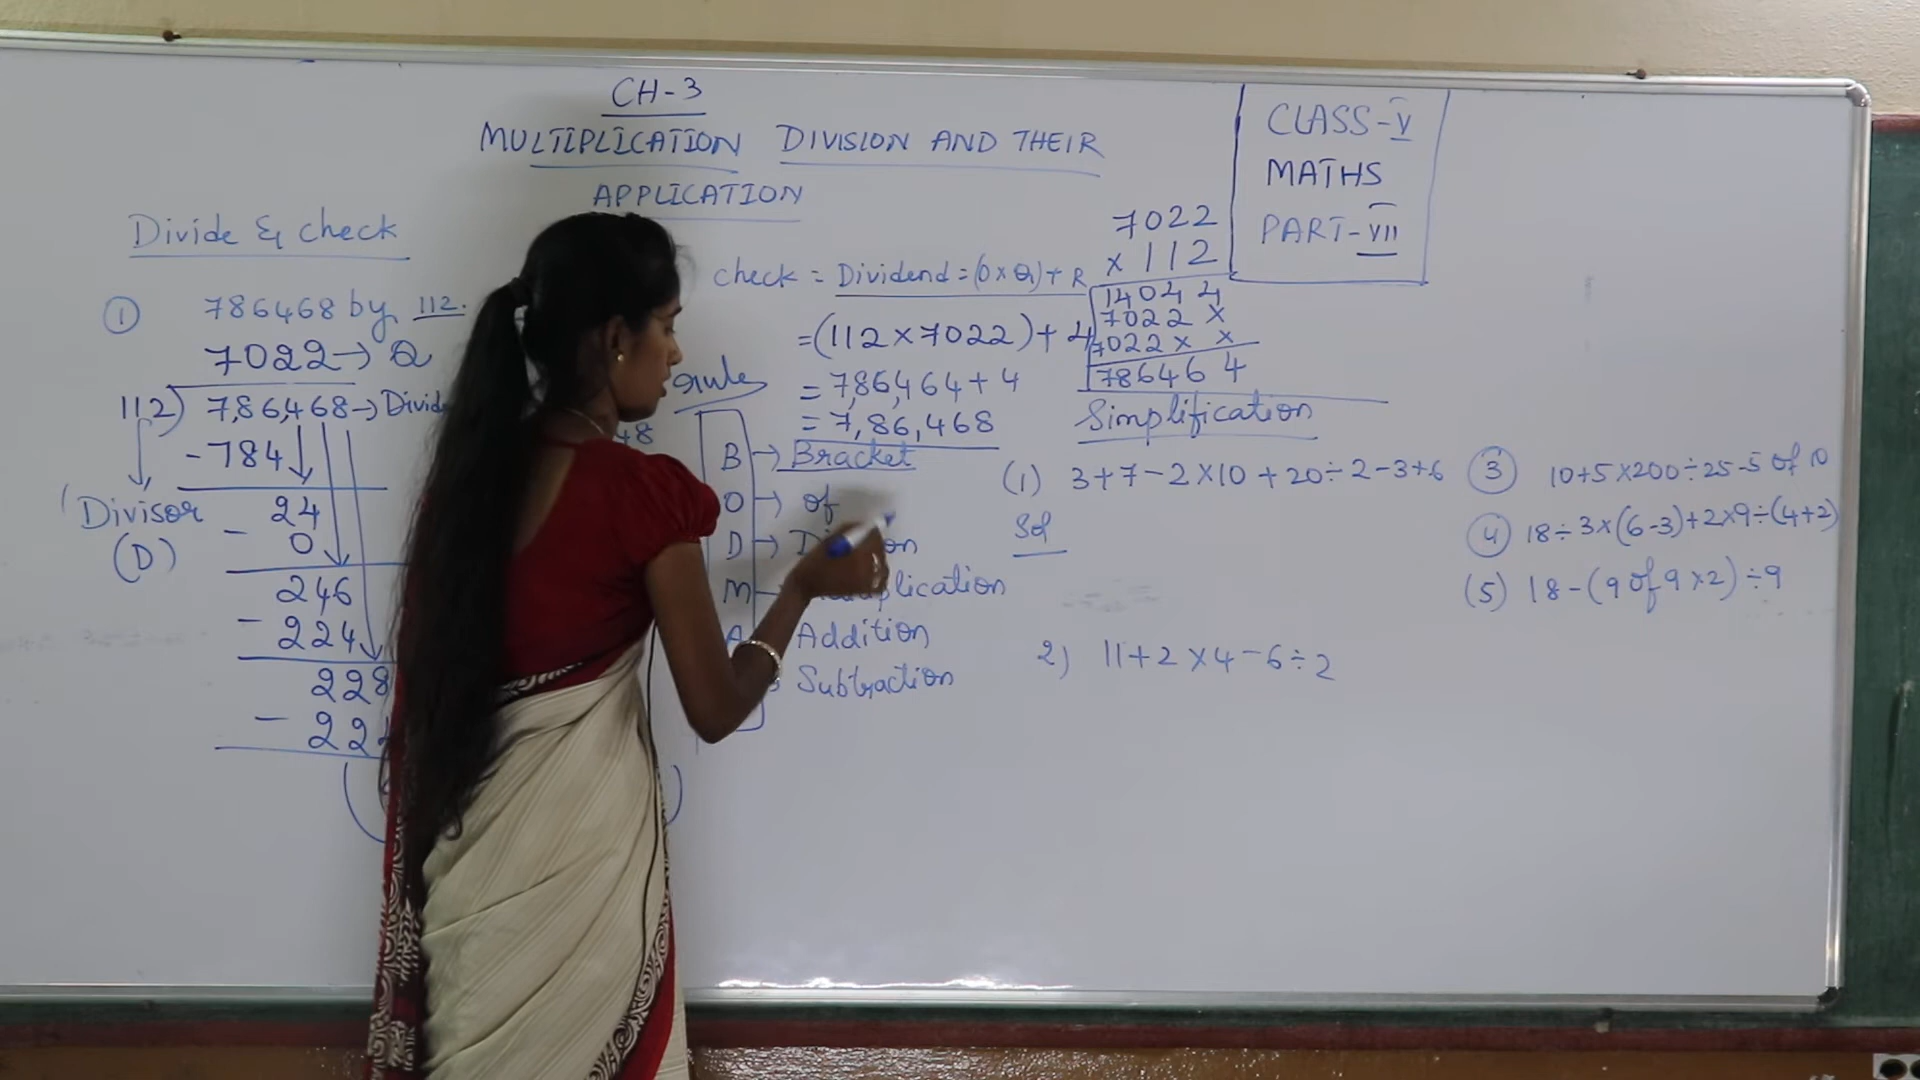 CH-3
MULTIPLICATION DIVISION AND THEIR
APPLICATION
CLASS-V
MATHS
PART-VII
Divide & check
① 786468 by 112.
7022→Q
112) 7,86,468→
-784
Divisor
(D)
24
- 0
246
- 224
228
check = Dividend = (D×Q)+R
=(112×7022)+4
= 7,86,464+4
= 7,86,468
7022
×112
14044
7022×
7022××
786464
rule
B→Bracket
O→of
D→
M
Addition
Subtraction
Simplification
(1) 3+7-2×10+20÷2-3+6
Sol
2) 11+2×4-6÷2
③ 10+5×200÷25-5 of 10
④ 18÷3×(6-3)+2×9÷(4+2)
(5) 18-(9 of 9×2)÷9